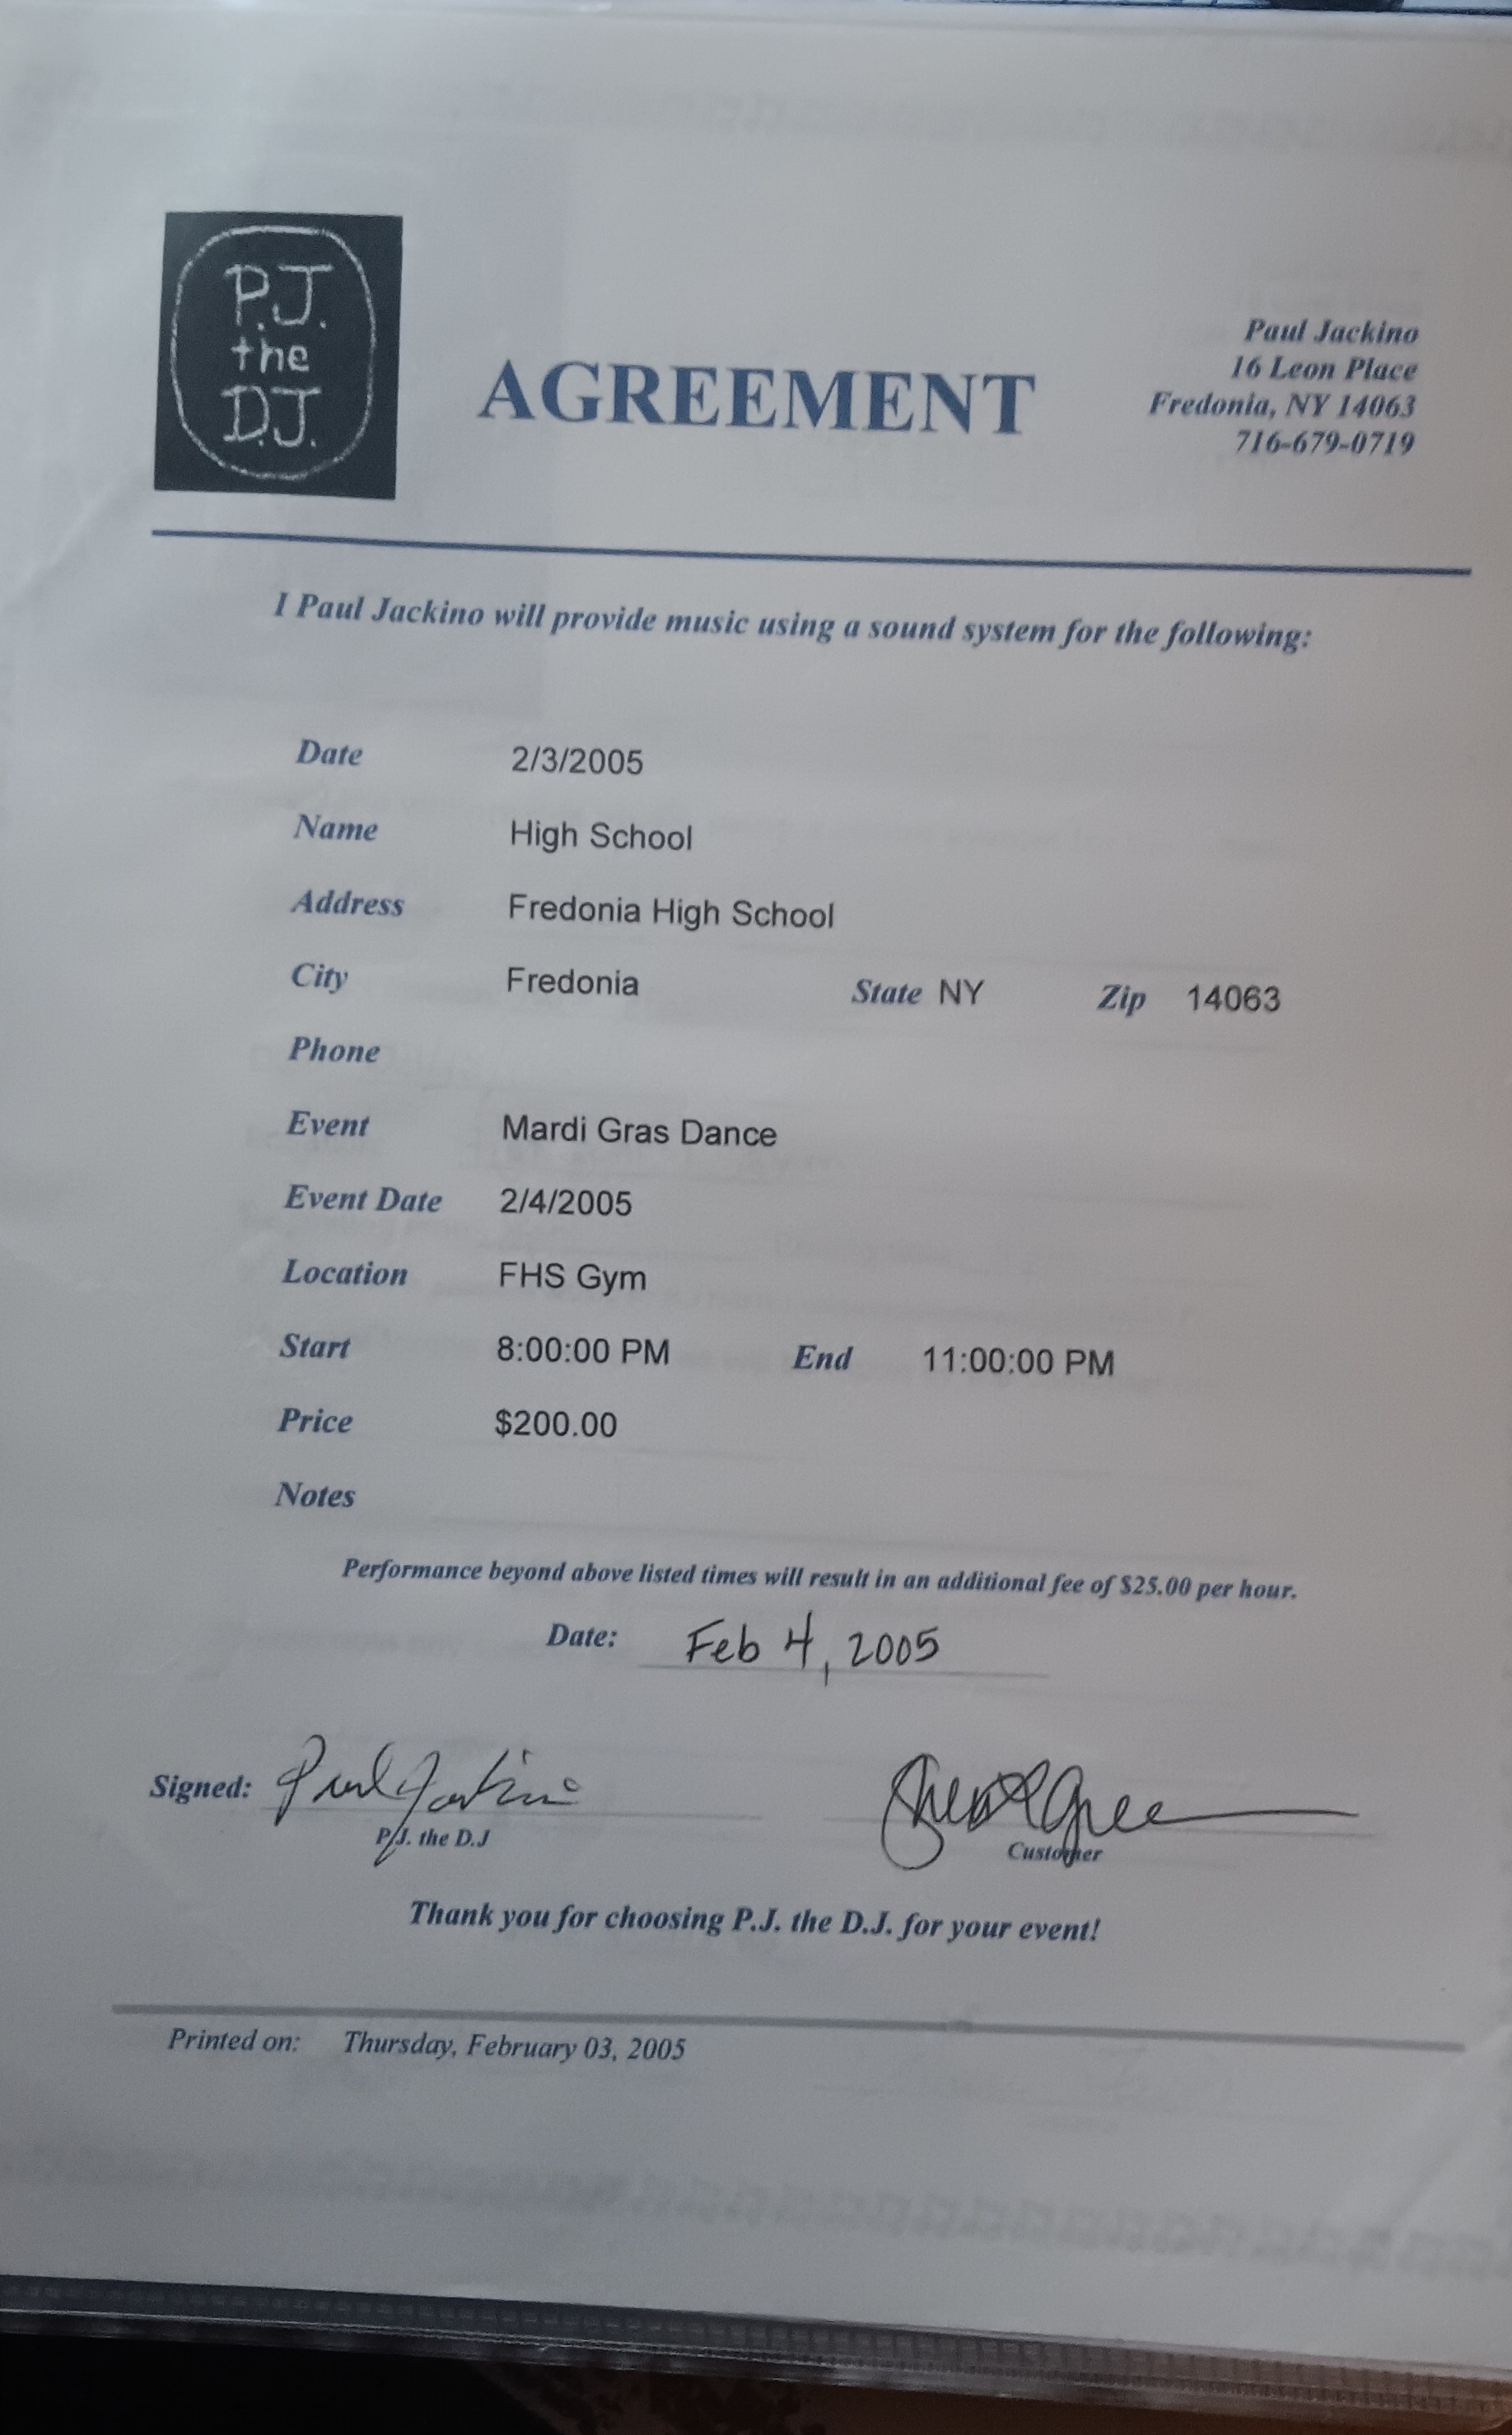 P.J.
the
D.J.
AGREEMENT
Paul Jackino
16 Leon Place
Fredonia, NY 14063
716-679-0719
I Paul Jackino will provide music using a sound system for the following:
Date 2/3/2005
Name High School
Address Fredonia High School
City Fredonia State NY Zip 14063
Phone
Event Mardi Gras Dance
Event Date 2/4/2005
Location FHS Gym
Start 8:00:00 PM End 11:00:00 PM
Price $200.00
Notes
Performance beyond above listed times will result in an additional fee of $25.00 per hour.
Date: Feb 4, 2005
Signed: Paul Jackino
P.J. the D.J Customer
Thank you for choosing P.J. the D.J. for your event!
Printed on: Thursday, February 03, 2005